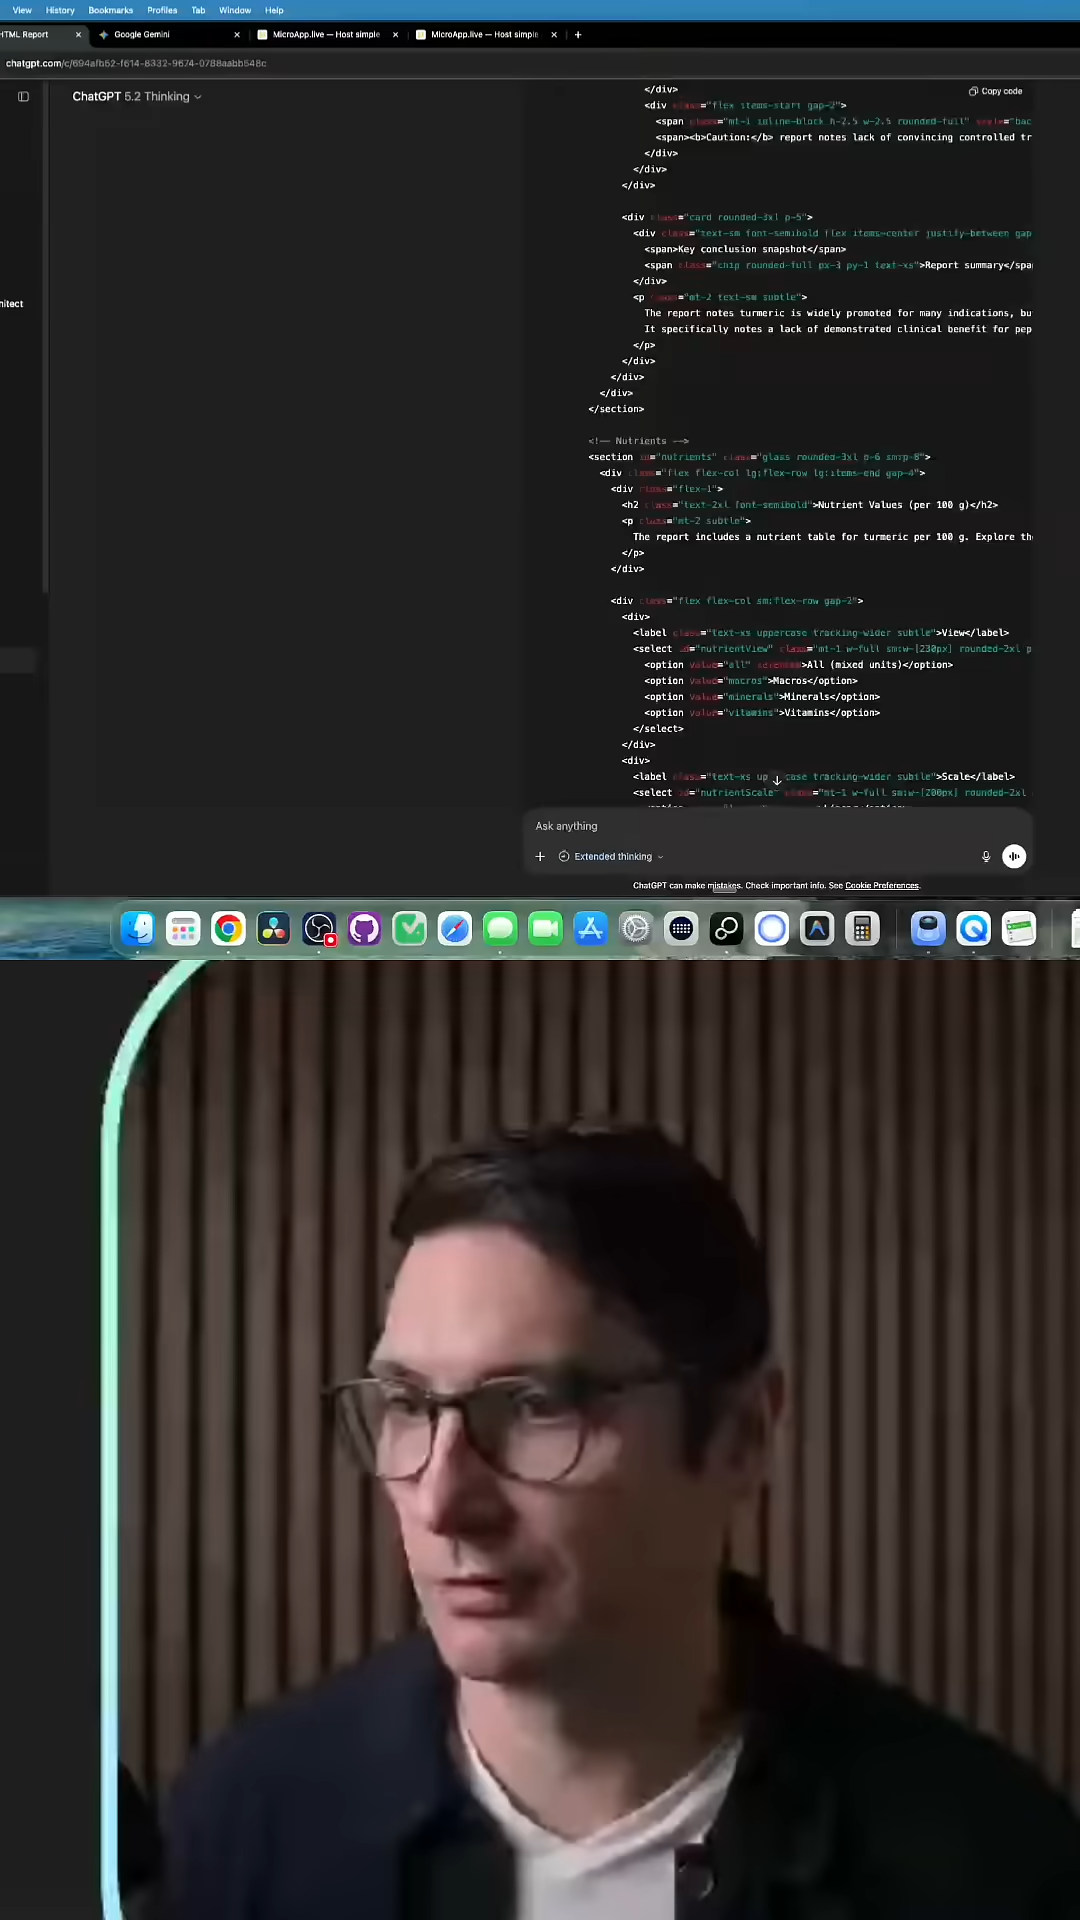 View History Bookmarks Profiles Tab Window Help
HTML Report Google Gemini MicroApp.live — Host simple MicroApp.live — Host simple
chatgpt.com/c/694afb52-f614-8332-9674-0788aabb548c
ChatGPT 5.2 Thinking
Copy code
</div>
<div class="flex items-start gap-2">
<span class="mt-1 inline-block h-2.5 w-2.5 rounded-full" style="bac
<span><b>Caution:</b> report notes lack of convincing controlled tr
</div>
</div>
</div>
<div class="card rounded-3xl p-5">
<div class="text-sm font-semibold flex items-center justify-between gap
<span>Key conclusion snapshot</span>
<span class="chip rounded-full px-3 py-1 text-xs">Report summary</spa
</div>
<p class="mt-2 text-sm subtle">
The report notes turmeric is widely promoted for many indications, bu
It specifically notes a lack of demonstrated clinical benefit for pep
</p>
</div>
</div>
</div>
</section>
<!-- Nutrients -->
<section id="nutrients" class="glass rounded-3xl p-6 sm:p-8">
<div class="flex flex-col lg:flex-row lg:items-end gap-4">
<div class="flex-1">
<h2 class="text-2xl font-semibold">Nutrient Values (per 100 g)</h2>
<p class="mt-2 subtle">
The report includes a nutrient table for turmeric per 100 g. Explore th
</p>
</div>
<div class="flex flex-col sm:flex-row gap-2">
<div>
<label class="text-xs uppercase tracking-wider subtle">View</label>
<select id="nutrientView" class="mt-1 w-full sm:w-[230px] rounded-2xl p
<option value="all" selected>All (mixed units)</option>
<option value="macros">Macros</option>
<option value="minerals">Minerals</option>
<option value="vitamins">Vitamins</option>
</select>
</div>
<div>
<label class="text-xs up case tracking-wider subtle">Scale</label>
<select id="nutrientScale" class="mt-1 w-full sm:w-[200px] rounded-2xl
hitect
Ask anything
Extended thinking
ChatGPT can make mistakes. Check important info. See Cookie Preferences.